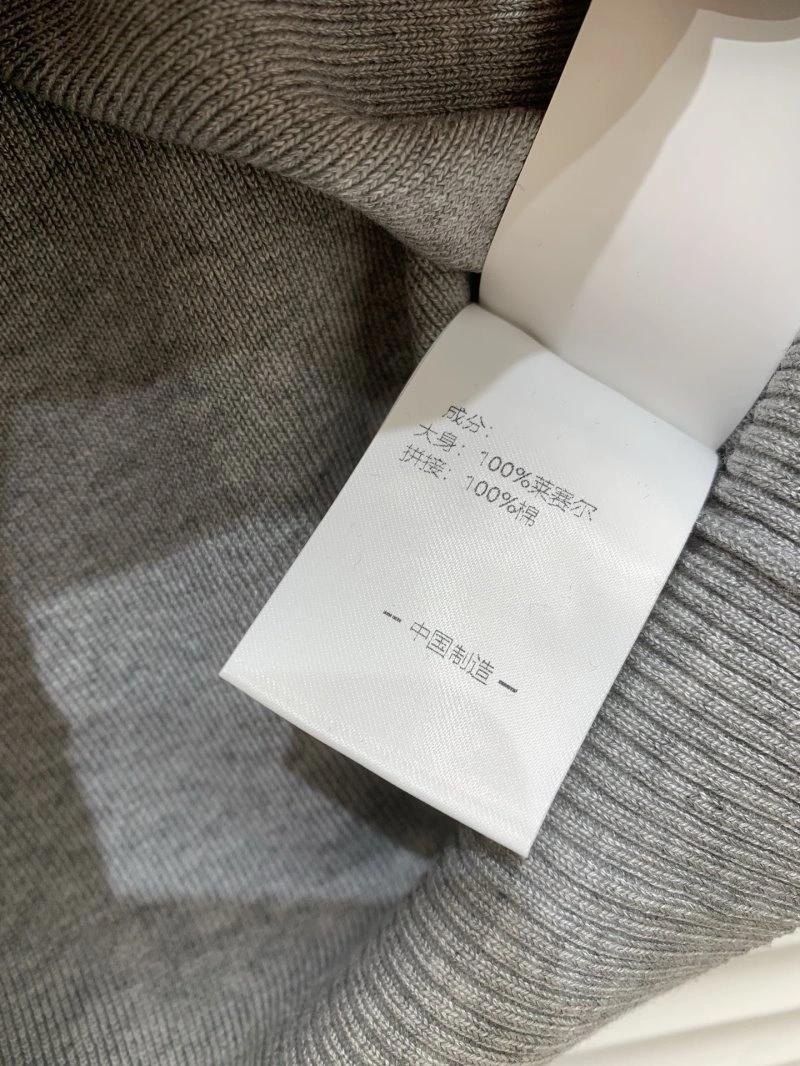 成分：
大身：100%莱赛尔
拼接：100%棉
— 中国制造 —